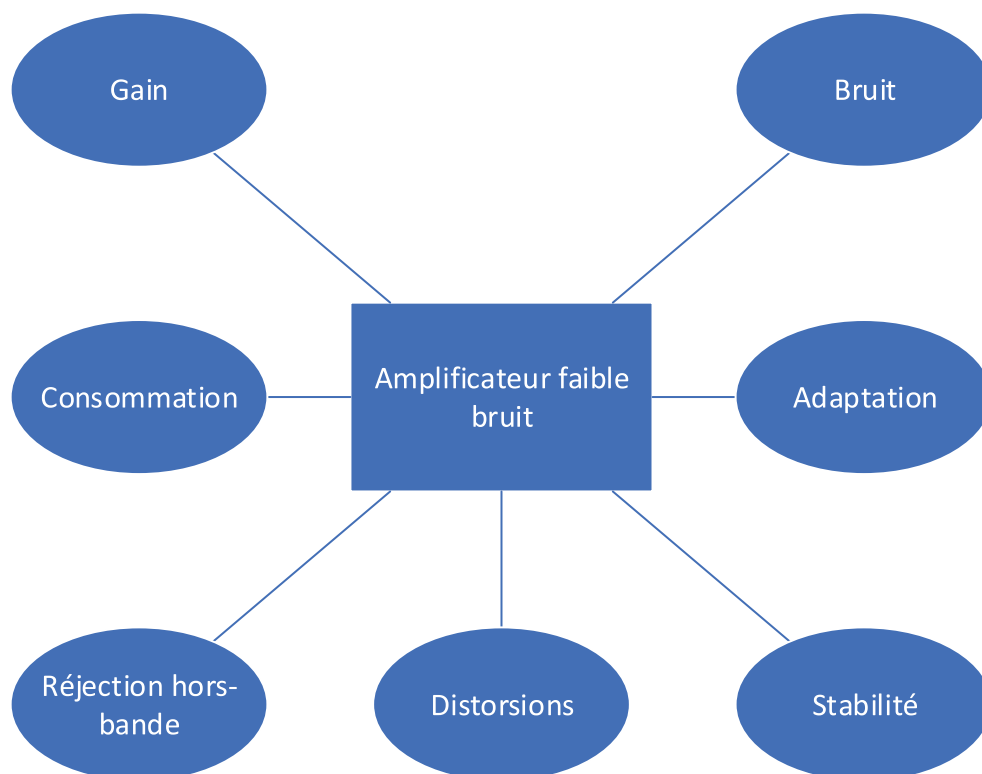 Gain
Bruit
Consommation
Amplificateur faible
bruit
Adaptation
Réjection hors-
bande
Distorsions
Stabilité